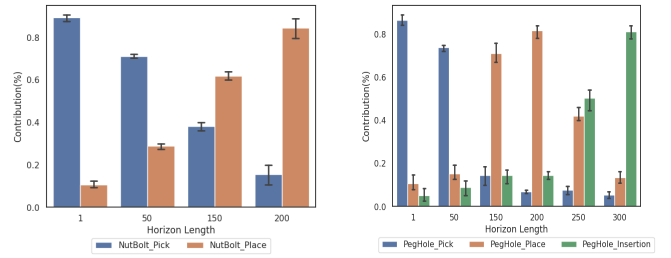 Contribution(%)
0.8
0.6
0.4
0.2
0.0
1 50 150 200
Horizon Length
NutBolt_Pick NutBolt_Place
Contribution(%)
0.8
0.6
0.4
0.2
0.0
1 50 150 200 250 300
Horizon Length
PegHole_Pick PegHole_Place PegHole_Insertion